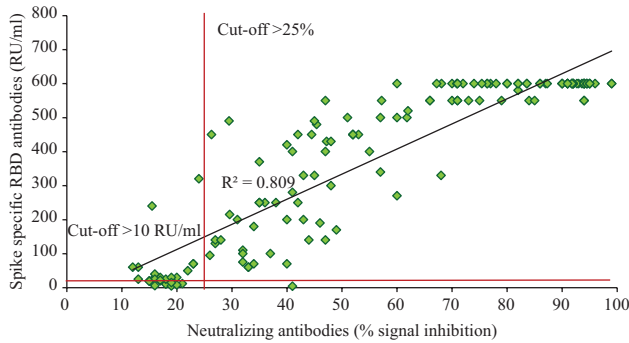 800
700
600
500
400
300
200
100
0
Spike specific RBD antibodies (RU/ml)
Cut-off >25%
R² = 0.809
Cut-off >10 RU/ml
0 10 20 30 40 50 60 70 80 90 100
Neutralizing antibodies (% signal inhibition)